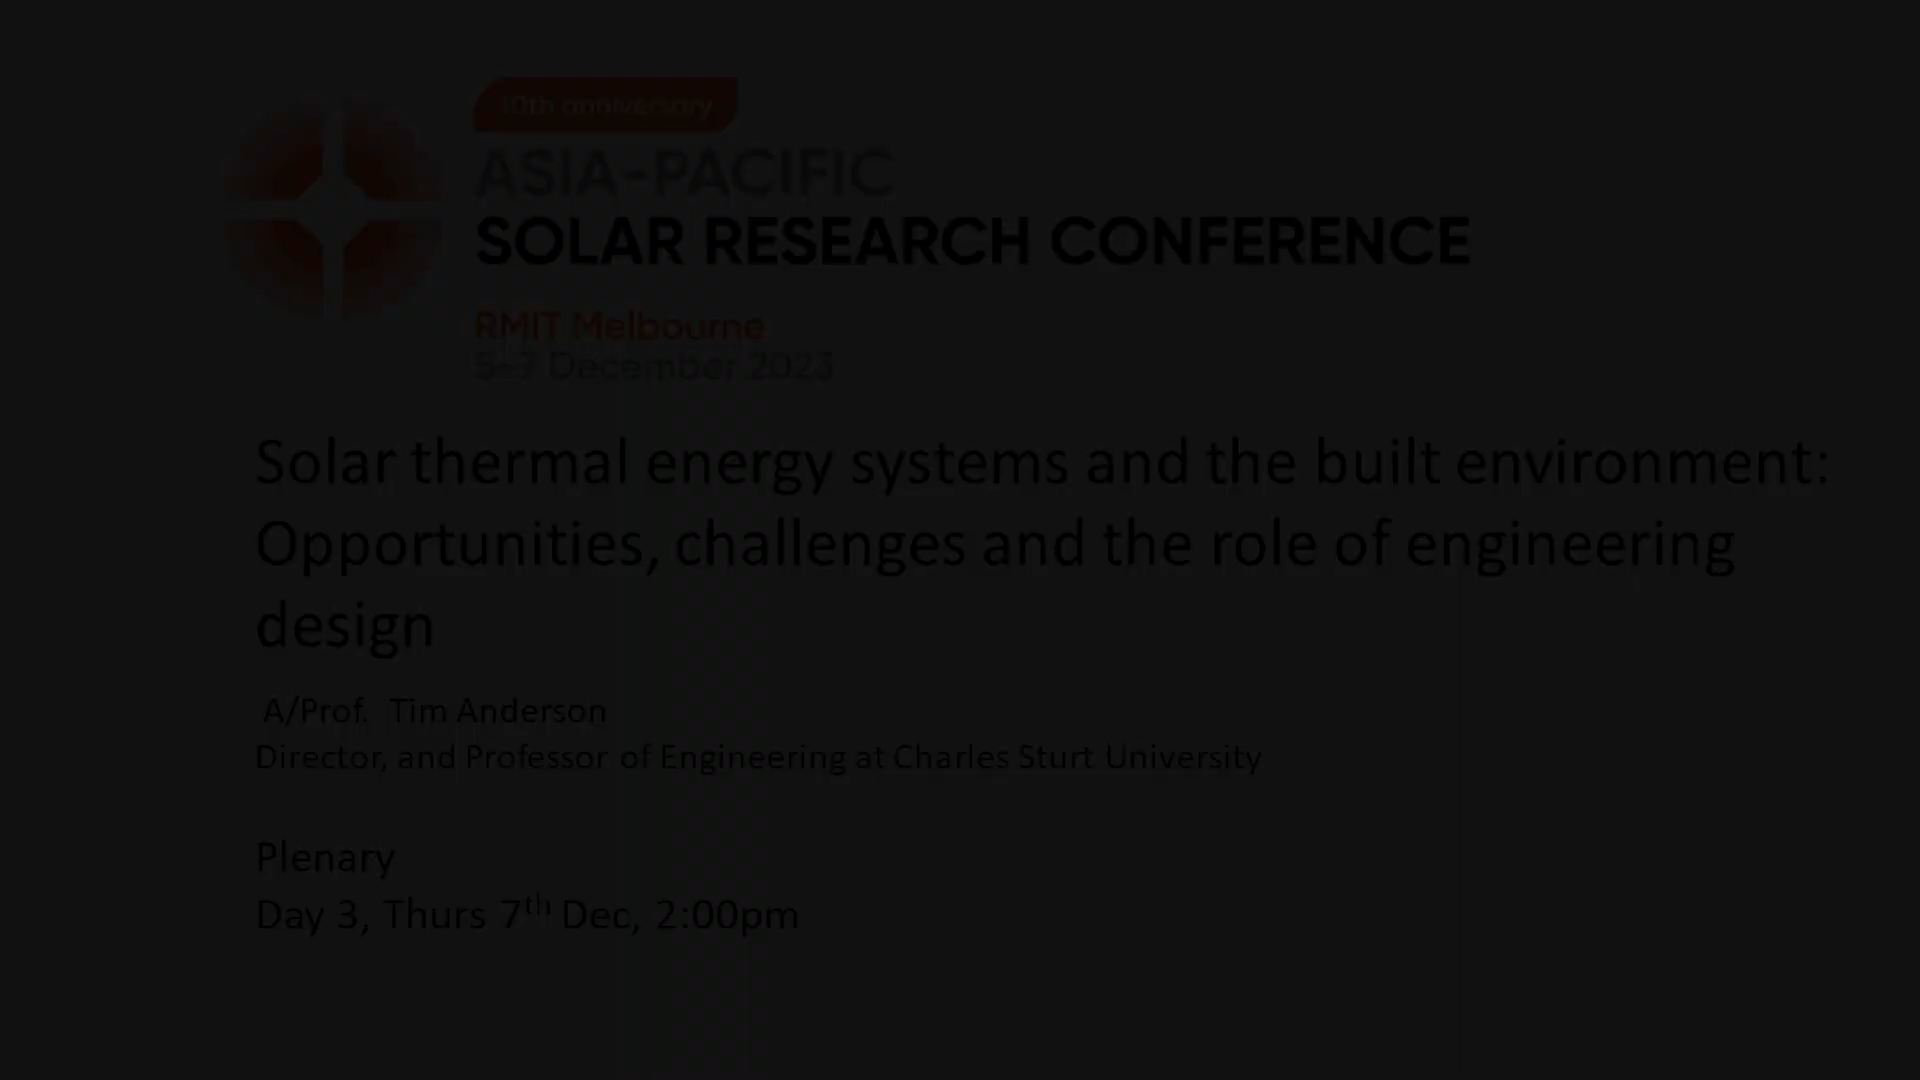 10th anniversary
ASIA-PACIFIC
SOLAR RESEARCH CONFERENCE
RMIT Melbourne
5-7 December 2023
Solar thermal energy systems and the built environment:
Opportunities, challenges and the role of engineering
design
A/Prof. Tim Anderson
Director, and Professor of Engineering at Charles Sturt University
Plenary
Day 3, Thurs 7th Dec, 2:00pm